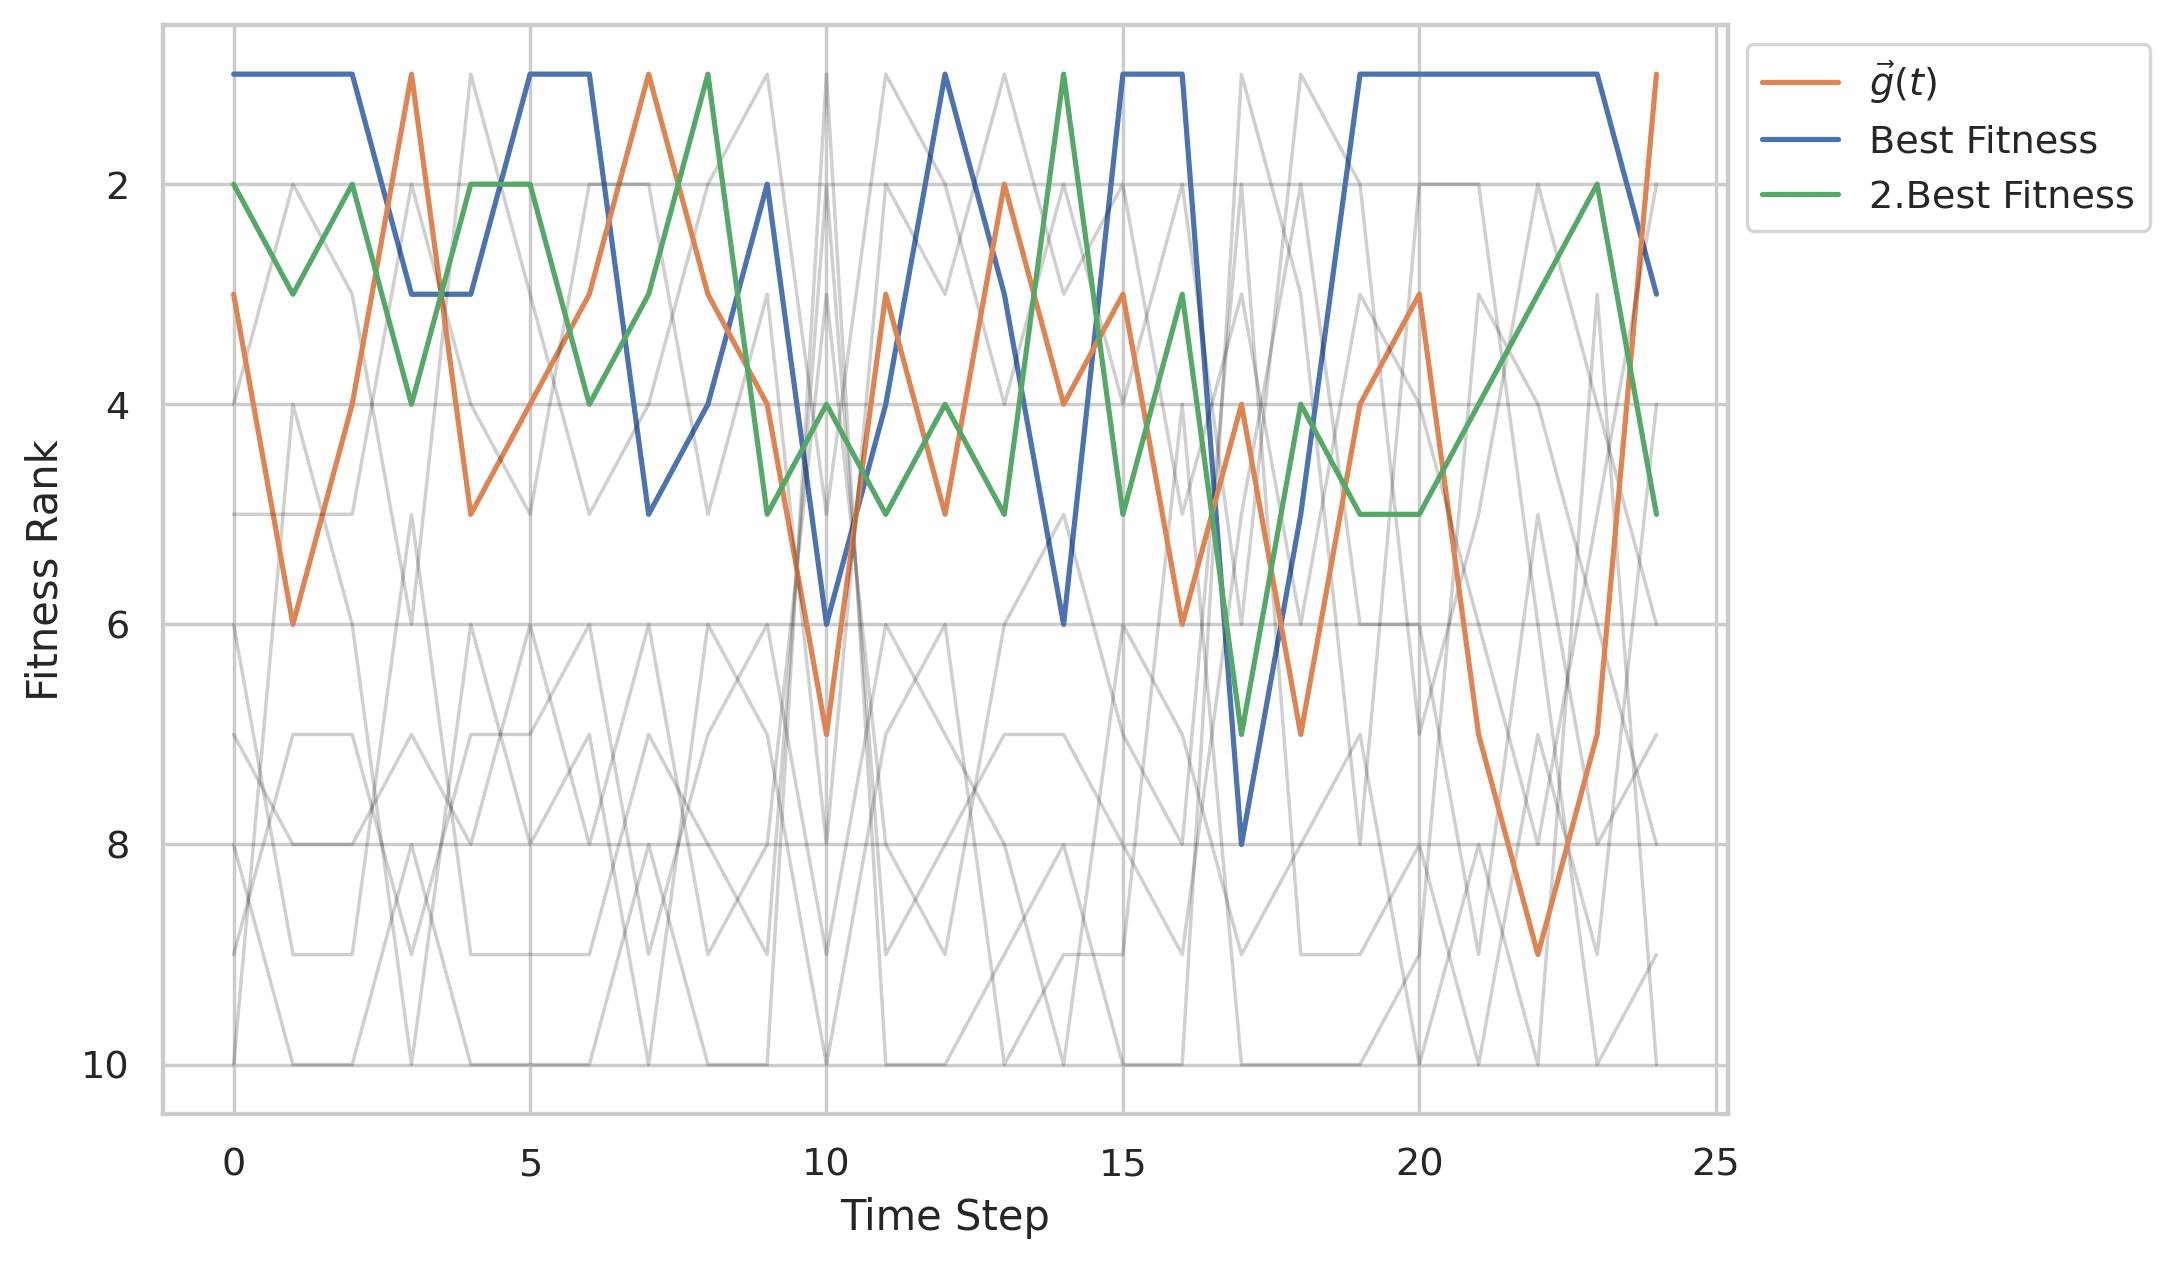 g⃗(t)
Best Fitness
2.Best Fitness
Fitness Rank
2
4
6
8
10
0 5 10 15 20 25
Time Step